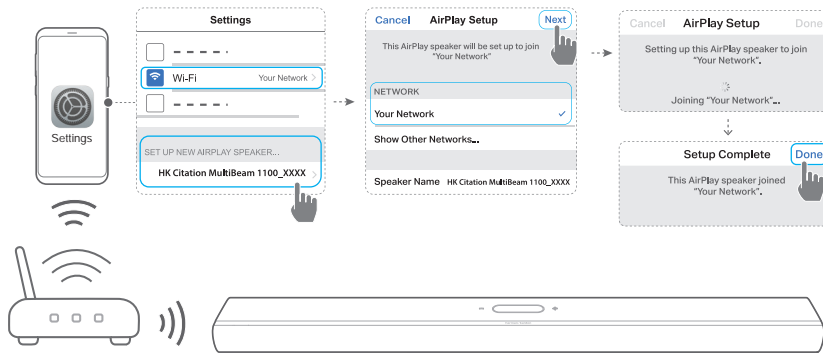 Settings
Settings
Wi-Fi Your Network
SET UP NEW AIRPLAY SPEAKER...
HK Citation MultiBeam 1100_XXXX
Cancel AirPlay Setup Next
This AirPlay speaker will be set up to join
"Your Network"
NETWORK
Your Network
Show Other Networks...
Speaker Name HK Citation MultiBeam 1100_XXXX
Cancel AirPlay Setup Done
Setting up this AirPlay speaker to join
"Your Network".
Joining "Your Network"...
Setup Complete Done
This AirPlay speaker joined
"Your Network".